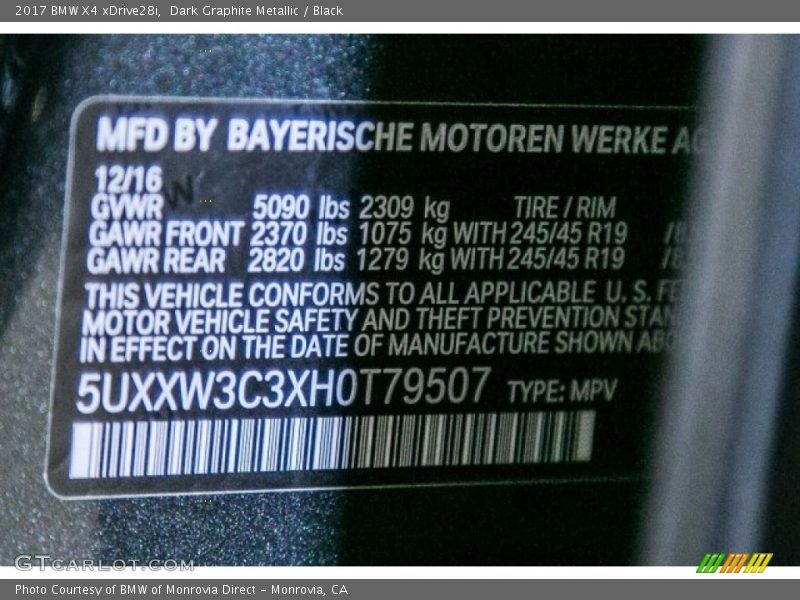 2017 BMW X4 xDrive28i, Dark Graphite Metallic / Black
MFD BY BAYERISCHE MOTOREN WERKE
12/16
GVWR 5090 lbs 2309 kg TIRE / RIM
GAWR FRONT 2370 lbs 1075 kg WITH 245/45 R19
GAWR REAR 2820 lbs 1279 kg WITH 245/45 R19
THIS VEHICLE CONFORMS TO ALL APPLICABLE U. S.
MOTOR VEHICLE SAFETY AND THEFT PREVENTION
IN EFFECT ON THE DATE OF MANUFACTURE SHOWN
5UXXW3C3XH0T79507 TYPE: MPV
GTCARLOT.COM
Photo Courtesy of BMW of Monrovia Direct - Monrovia, CA